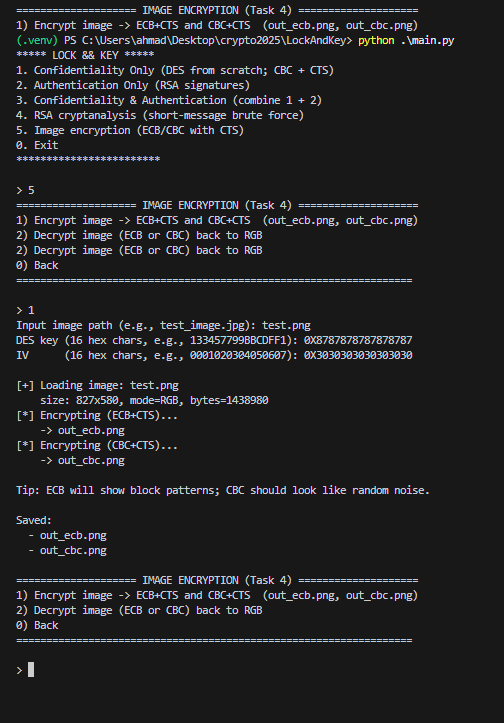 ==================== IMAGE ENCRYPTION (Task 4) ====================
1) Encrypt image -> ECB+CTS and CBC+CTS  (out_ecb.png, out_cbc.png)
(.venv) PS C:\Users\ahmad\Desktop\crypto2025\LockAndKey> python .\main.py
***** LOCK && KEY *****
1. Confidentiality Only (DES from scratch; CBC + CTS)
2. Authentication Only (RSA signatures)
3. Confidentiality & Authentication (combine 1 + 2)
4. RSA cryptanalysis (short-message brute force)
5. Image encryption (ECB/CBC with CTS)
0. Exit
************************
> 5
==================== IMAGE ENCRYPTION (Task 4) ====================
1) Encrypt image -> ECB+CTS and CBC+CTS  (out_ecb.png, out_cbc.png)
2) Decrypt image (ECB or CBC) back to RGB
2) Decrypt image (ECB or CBC) back to RGB
0) Back
==================================================================
> 1
Input image path (e.g., test_image.jpg): test.png
DES key (16 hex chars, e.g., 133457799BBCDFF1): 0X8787878787878787
IV      (16 hex chars, e.g., 0001020304050607): 0X3030303030303030
[+] Loading image: test.png
    size: 827x580, mode=RGB, bytes=1438980
[*] Encrypting (ECB+CTS)...
    -> out_ecb.png
[*] Encrypting (CBC+CTS)...
    -> out_cbc.png
Tip: ECB will show block patterns; CBC should look like random noise.
Saved:
  - out_ecb.png
  - out_cbc.png
==================== IMAGE ENCRYPTION (Task 4) ====================
1) Encrypt image -> ECB+CTS and CBC+CTS  (out_ecb.png, out_cbc.png)
2) Decrypt image (ECB or CBC) back to RGB
0) Back
==================================================================
>